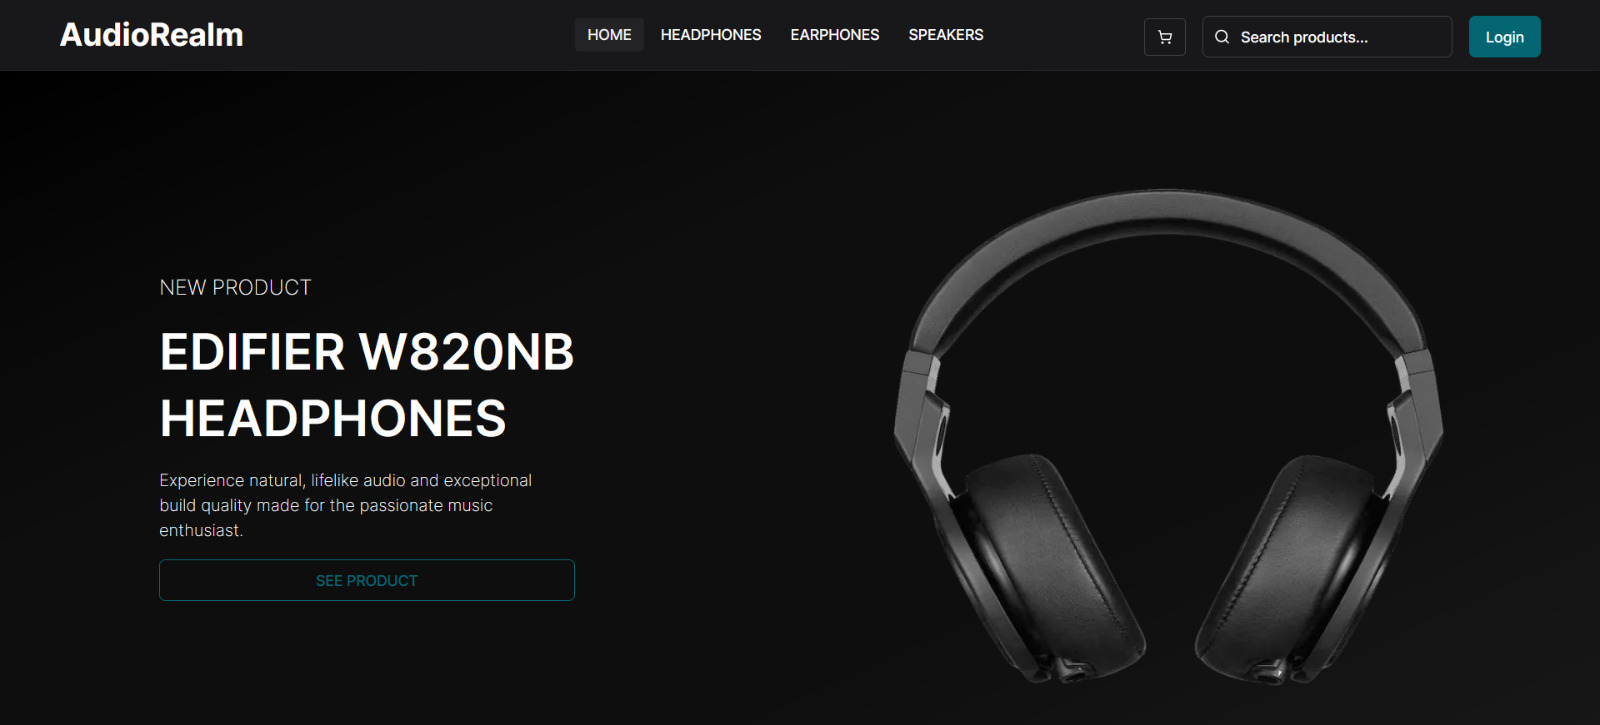 AudioRealm
HOME
HEADPHONES
EARPHONES
SPEAKERS
Search products...
Login
NEW PRODUCT
EDIFIER W820NB
HEADPHONES
Experience natural, lifelike audio and exceptional
build quality made for the passionate music
enthusiast.
SEE PRODUCT